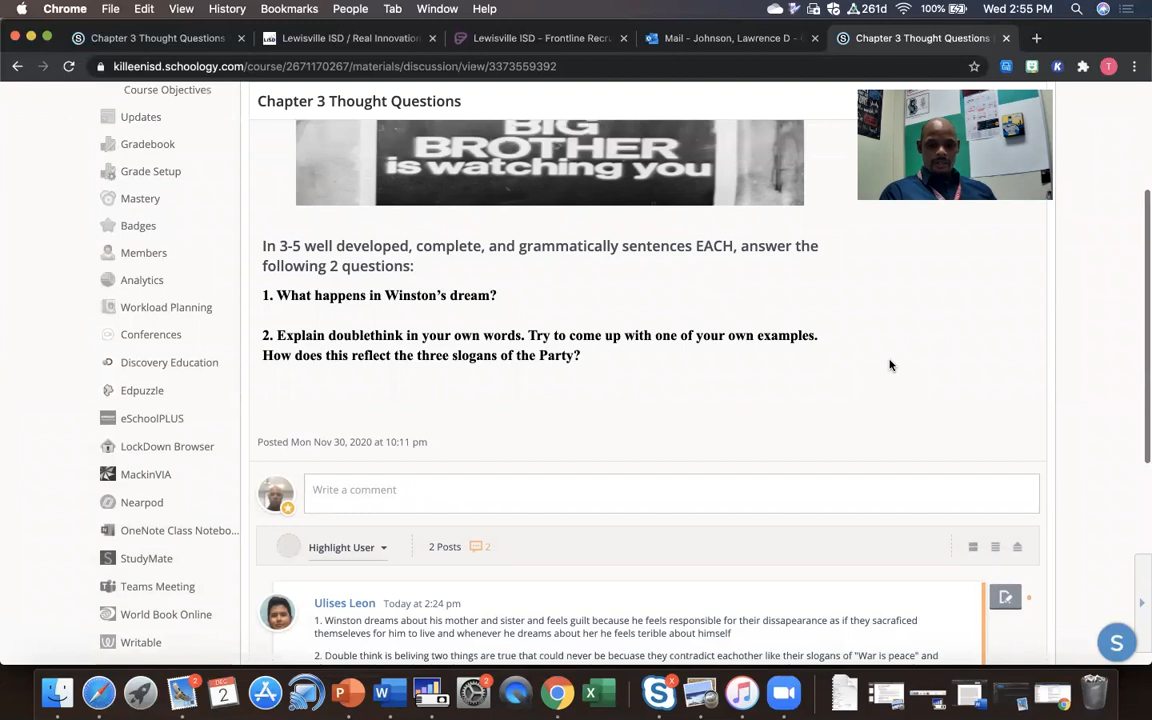 Chrome File Edit View History Bookmarks People Tab Window Help 261d 100% Wed 2:55 PM
Chapter 3 Thought Questions Lewisville ISD / Real Innovation Lewisville ISD - Frontline Recru Mail - Johnson, Lawrence D - Chapter 3 Thought Questions
killeenisd.schoology.com/course/2671170267/materials/discussion/view/3373559392
K T
Course Objectives
Updates
Gradebook
Grade Setup
Mastery
Badges
Members
Analytics
Workload Planning
Conferences
Discovery Education
Edpuzzle
eSchoolPLUS
LockDown Browser
MackinVIA
Nearpod
OneNote Class Notebo...
StudyMate
Teams Meeting
World Book Online
Writable
Chapter 3 Thought Questions
BIG
BROTHER
is watching you
In 3-5 well developed, complete, and grammatically sentences EACH, answer the
following 2 questions:
1. What happens in Winston's dream?
2. Explain doublethink in your own words. Try to come up with one of your own examples.
How does this reflect the three slogans of the Party?
Posted Mon Nov 30, 2020 at 10:11 pm
Write a comment
Highlight User 2 Posts 2
Ulises Leon Today at 2:24 pm
1. Winston dreams about his mother and sister and feels guilt because he feels responsible for their dissapearance as if they sacraficed
themseleves for him to live and whenever he dreams about her he feels terible about himself
2. Double think is beliving two things are true that could never be becuase they contradict eachother like their slogans of "War is peace" and
S
2
DEC
2
2